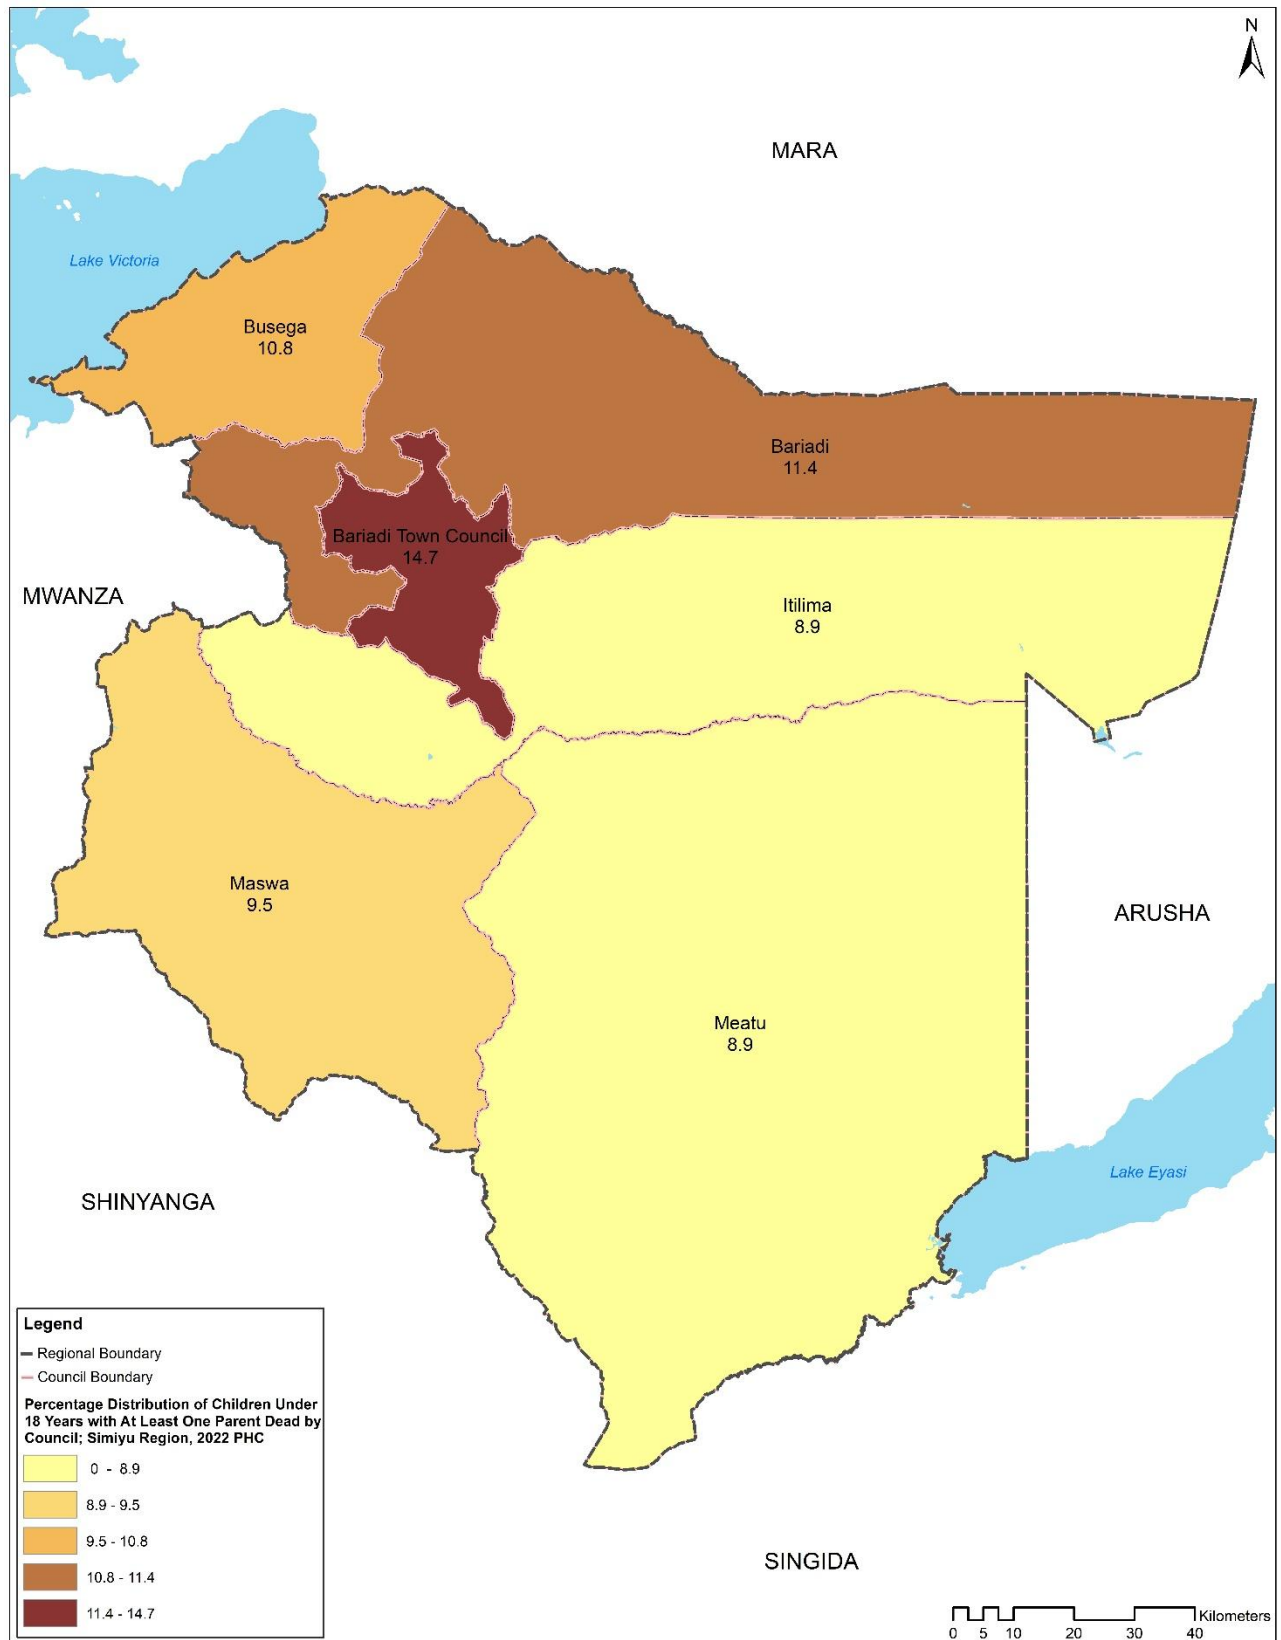 N
MARA
Lake Victoria
Busega
10.8
Bariadi
11.4
Bariadi Town Council
14.7
MWANZA
Itilima
8.9
Maswa
9.5
ARUSHA
Meatu
8.9
Lake Eyasi
SHINYANGA
Legend
Regional Boundary
Council Boundary
Percentage Distribution of Children Under
18 Years with At Least One Parent Dead by
Council; Simiyu Region, 2022 PHC
0 - 8.9
8.9 - 9.5
9.5 - 10.8
10.8 - 11.4
11.4 - 14.7
SINGIDA
Kilometers
0 5 10 20 30 40